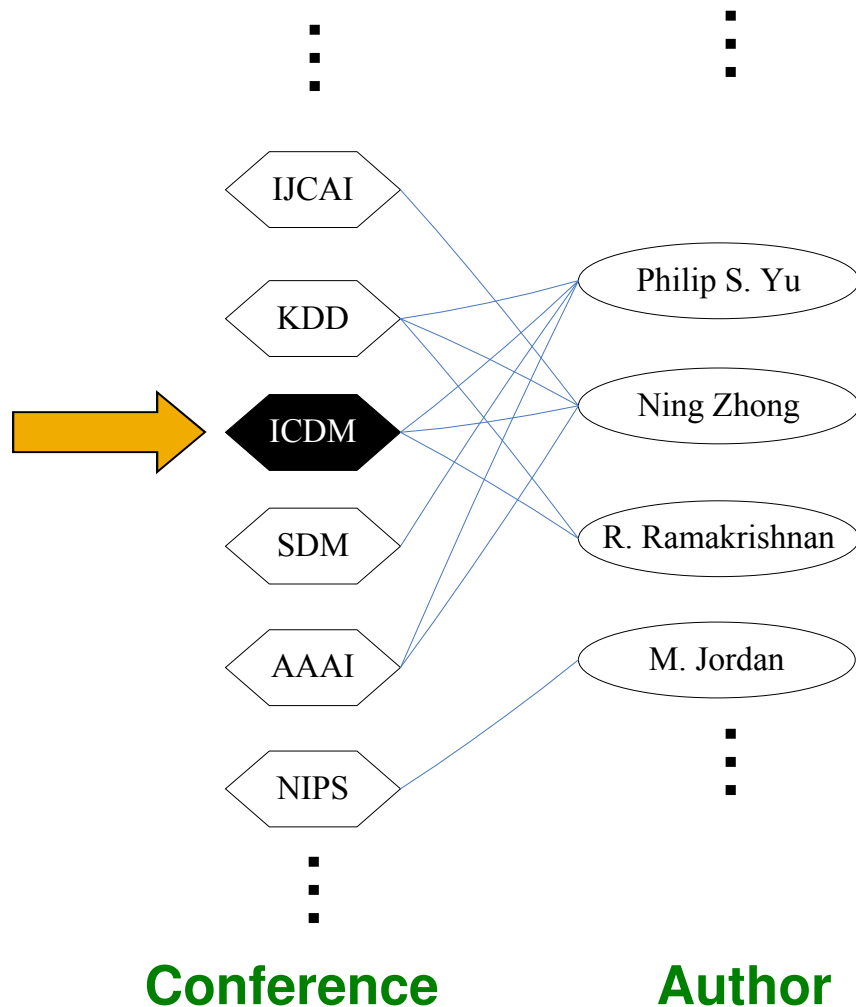 IJCAI
KDD
ICDM
SDM
AAAI
NIPS
Philip S. Yu
Ning Zhong
R. Ramakrishnan
M. Jordan
Conference
Author